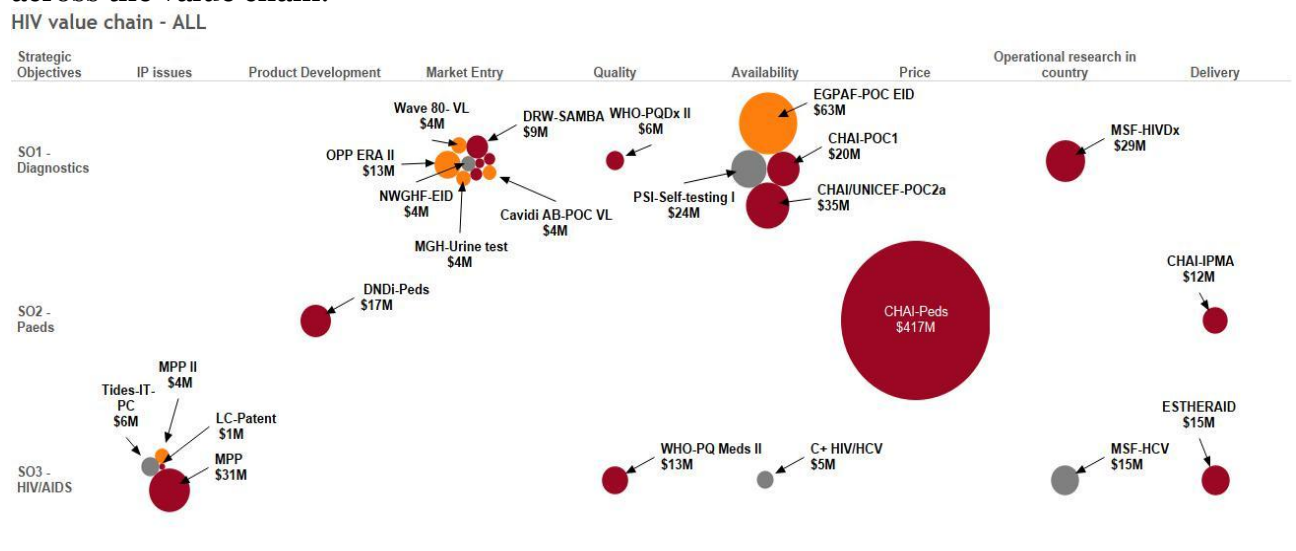 across the value chain.
HIV value chain - ALL
Strategic
Objectives
IP issues
Product Development
Market Entry
Quality
Availability
Price
Operational research in
country
Delivery
SO1 -
Diagnostics
Wave 80- VL
$4M
DRW-SAMBA
$9M
OPP ERA II
$13M
NWGHF-EID
$4M
MGH-Urine test
$4M
Cavidi AB-POC VL
$4M
WHO-PQDx II
$6M
EGPAF-POC EID
$63M
CHAI-POC1
$20M
PSI-Self-testing I
$24M
CHAI/UNICEF-POC2a
$35M
MSF-HIVDx
$29M
SO2 -
Paeds
DNDi-Peds
$17M
CHAI-Peds
$417M
CHAI-IPMA
$12M
SO3 -
HIV/AIDS
MPP II
$4M
Tides-IT-
PC
$6M
LC-Patent
$1M
MPP
$31M
WHO-PQ Meds II
$13M
C+ HIV/HCV
$5M
MSF-HCV
$15M
ESTHERAID
$15M